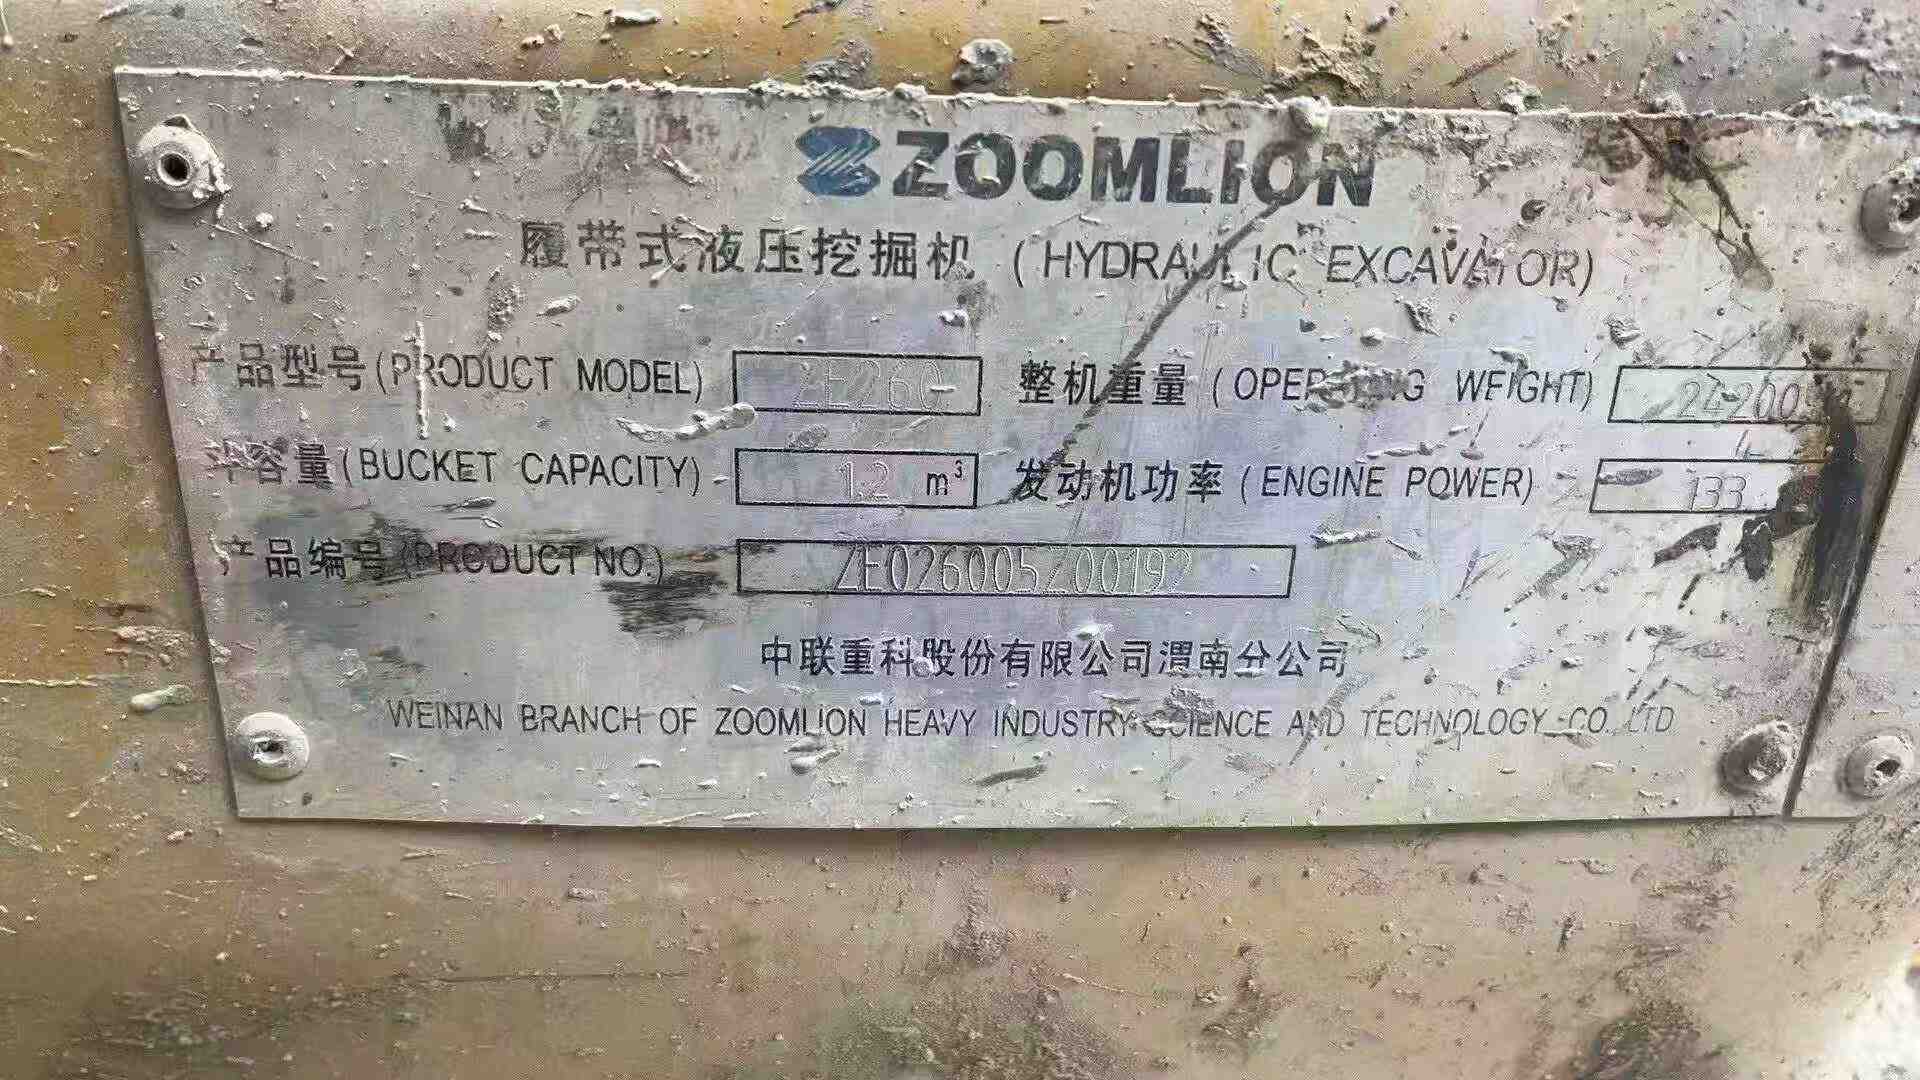 ZOOMLION
履带式液压挖掘机 (HYDRAULIC EXCAVATOR)
产品型号(PRODUCT MODEL) ZE260 整机重量(OPERATING WEIGHT) 24200
斗容量(BUCKET CAPACITY) 1.2 m³ 发动机功率(ENGINE POWER) 133
产品编号(PRODUCT NO.) ZE026005Z00192
中联重科股份有限公司渭南分公司
WEINAN BRANCH OF ZOOMLION HEAVY INDUSTRY SCIENCE AND TECHNOLOGY CO., LTD